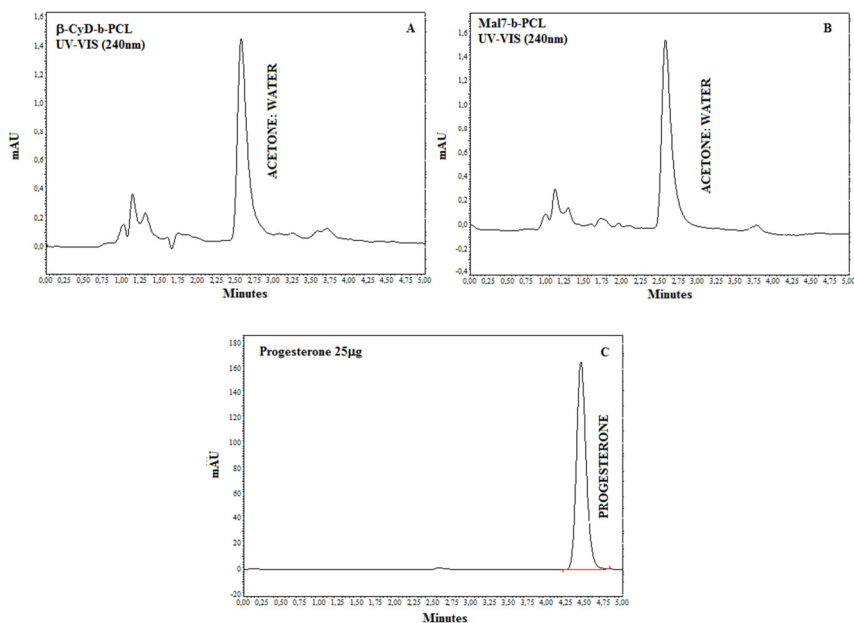 β-CyD-b-PCL
UV-VIS (240nm)
A
ACETONE: WATER
mAU
1,6
1,4
1,2
1,0
0,8
0,6
0,4
0,2
0,0
0,00 0,25 0,50 0,75 1,00 1,25 1,50 1,75 2,00 2,25 2,50 2,75 3,00 3,25 3,50 3,75 4,00 4,25 4,50 4,75 5,00
Minutes
Mal7-b-PCL
UV-VIS (240nm)
B
ACETONE: WATER
mAU
1,6
1,4
1,2
1,0
0,8
0,6
0,4
0,2
0,0
-0,2
-0,4
0,00 0,25 0,50 0,75 1,00 1,25 1,50 1,75 2,00 2,25 2,50 2,75 3,00 3,25 3,50 3,75 4,00 4,25 4,50 4,75 5,00
Minutes
Progesterone 25µg
C
PROGESTERONE
mAU
180
160
140
120
100
80
60
40
20
0
-20
0,00 0,25 0,50 0,75 1,00 1,25 1,50 1,75 2,00 2,25 2,50 2,75 3,00 3,25 3,50 3,75 4,00 4,25 4,50 4,75 5,00
Minutes